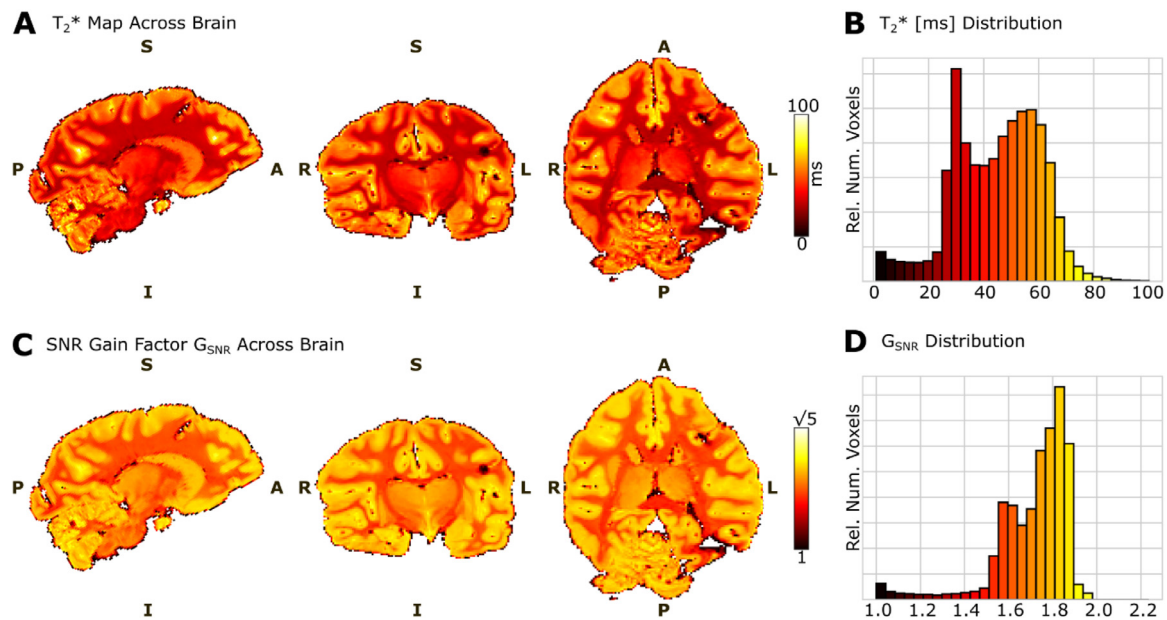 A T₂* Map Across Brain
S
S
A
P
A
R
L
R
L
100
ms
0
I
I
P
B T₂* [ms] Distribution
Rel. Num. Voxels
0 20 40 60 80 100
C SNR Gain Factor G_SNR Across Brain
S
S
A
P
A
R
L
R
L
√5
1
I
I
P
D G_SNR Distribution
Rel. Num. Voxels
1.0 1.2 1.4 1.6 1.8 2.0 2.2